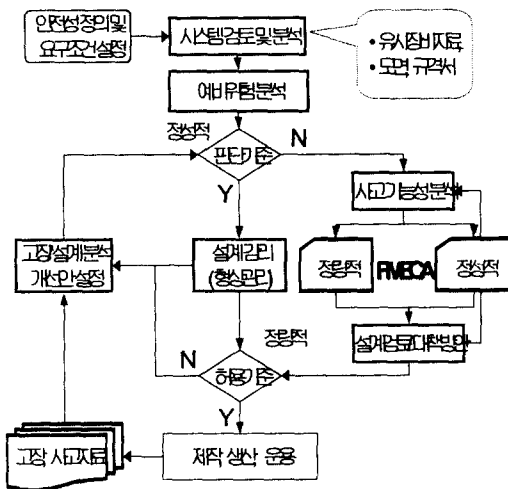 안전성 정의 및
요구조건 설정
시스템 검토 및 분석
• 유사장비자료
• 도면, 규격서
예비위험분석
정성적
판단기준
N
Y
사고가능성 분석
고장설계분석
개선안 설정
설계관리
(형상관리)
정량적
FMECA
정성적
정량적
설계검토/대책방안
N
허용기준
Y
고장, 사고자료
제작, 생산, 운용